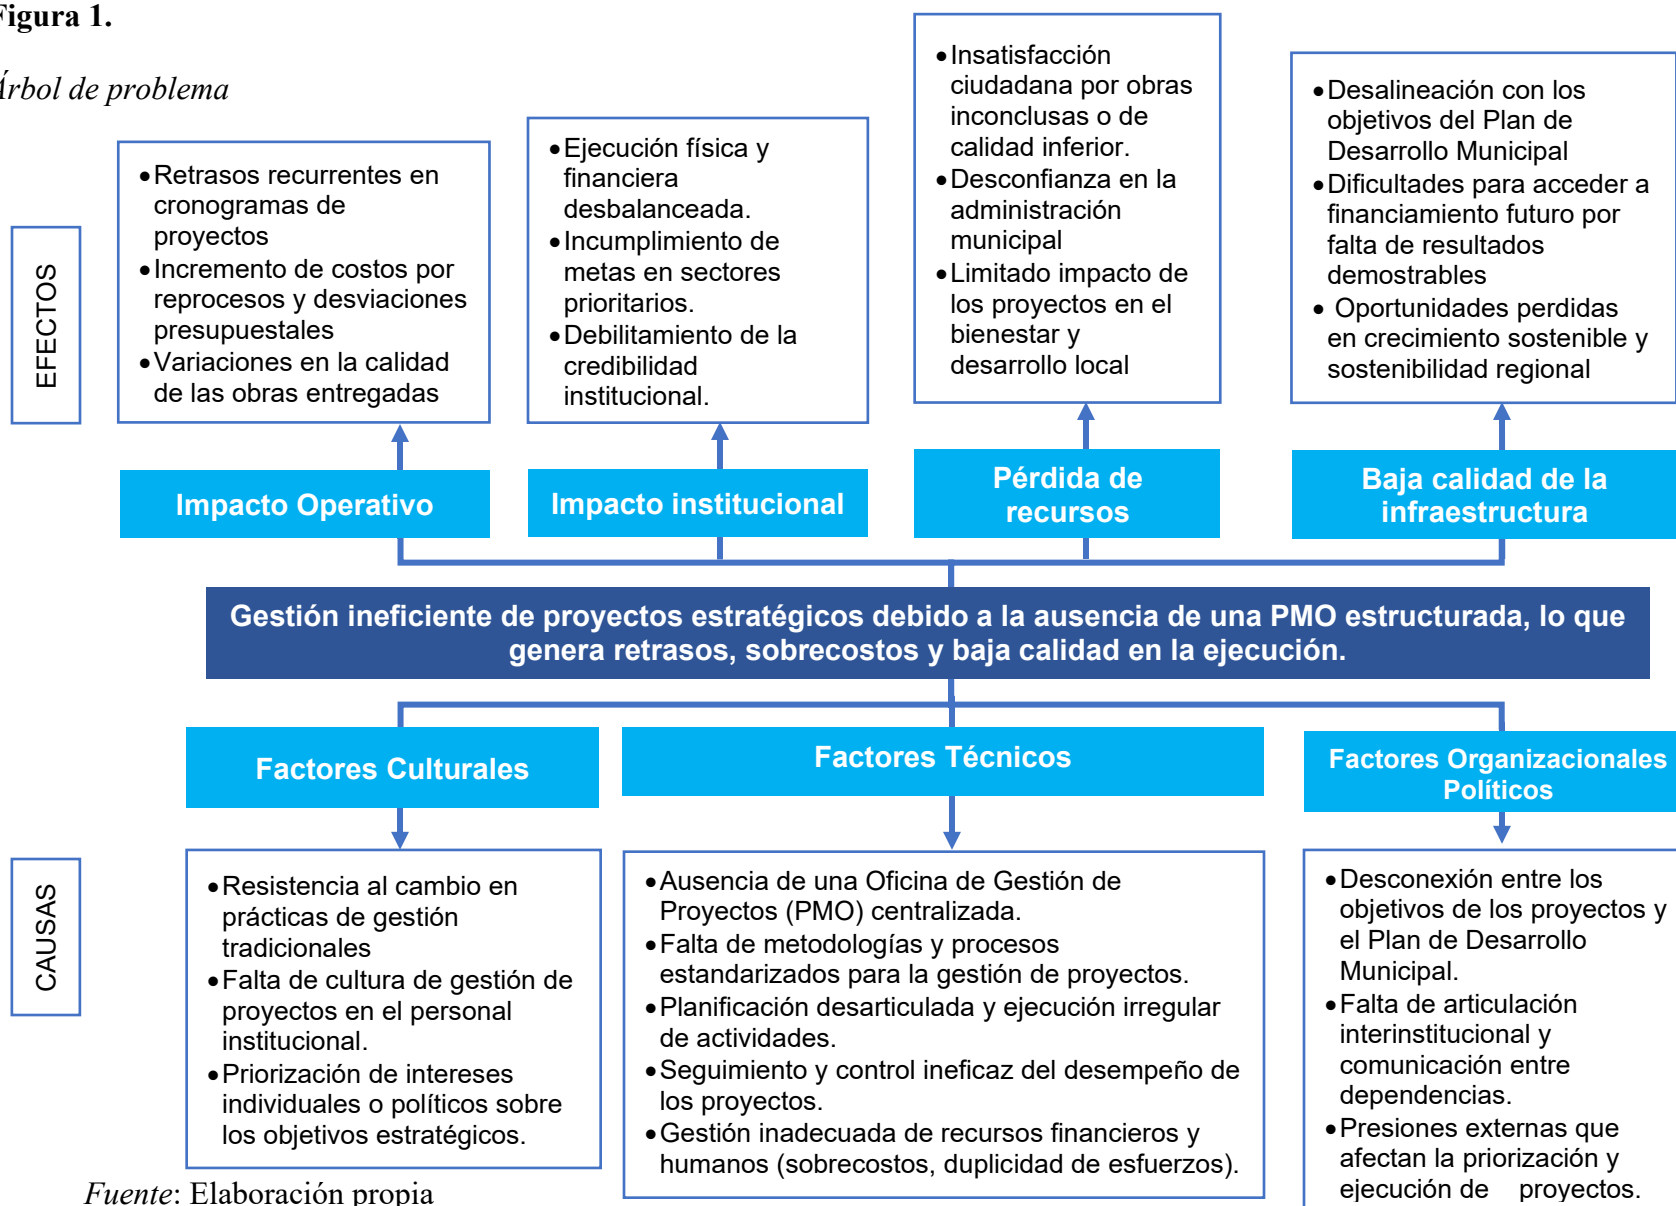 Figura 1.
Árbol de problema
EFECTOS
•Retrasos recurrentes en
cronogramas de
proyectos
•Incremento de costos por
reprocesos y desviaciones
presupuestales
•Variaciones en la calidad
de las obras entregadas
•Ejecución física y
financiera
desbalanceada.
•Incumplimiento de
metas en sectores
prioritarios.
•Debilitamiento de la
credibilidad
institucional.
•Insatisfacción
ciudadana por obras
inconclusas o de
calidad inferior.
•Desconfianza en la
administración
municipal
•Limitado impacto de
los proyectos en el
bienestar y
desarrollo local
•Desalineación con los
objetivos del Plan de
Desarrollo Municipal
•Dificultades para acceder a
financiamiento futuro por
falta de resultados
demostrables
• Oportunidades perdidas
en crecimiento sostenible y
sostenibilidad regional
Impacto Operativo
Impacto institucional
Pérdida de
recursos
Baja calidad de la
infraestructura
Gestión ineficiente de proyectos estratégicos debido a la ausencia de una PMO estructurada, lo que
genera retrasos, sobrecostos y baja calidad en la ejecución.
Factores Culturales
Factores Técnicos
Factores Organizacionales
Políticos
CAUSAS
•Resistencia al cambio en
prácticas de gestión
tradicionales
•Falta de cultura de gestión de
proyectos en el personal
institucional.
•Priorización de intereses
individuales o políticos sobre
los objetivos estratégicos.
•Ausencia de una Oficina de Gestión de
Proyectos (PMO) centralizada.
•Falta de metodologías y procesos
estandarizados para la gestión de proyectos.
•Planificación desarticulada y ejecución irregular
de actividades.
•Seguimiento y control ineficaz del desempeño de
los proyectos.
•Gestión inadecuada de recursos financieros y
humanos (sobrecostos, duplicidad de esfuerzos).
•Desconexión entre los
objetivos de los proyectos y
el Plan de Desarrollo
Municipal.
•Falta de articulación
interinstitucional y
comunicación entre
dependencias.
•Presiones externas que
afectan la priorización y
ejecución de proyectos.
Fuente: Elaboración propia